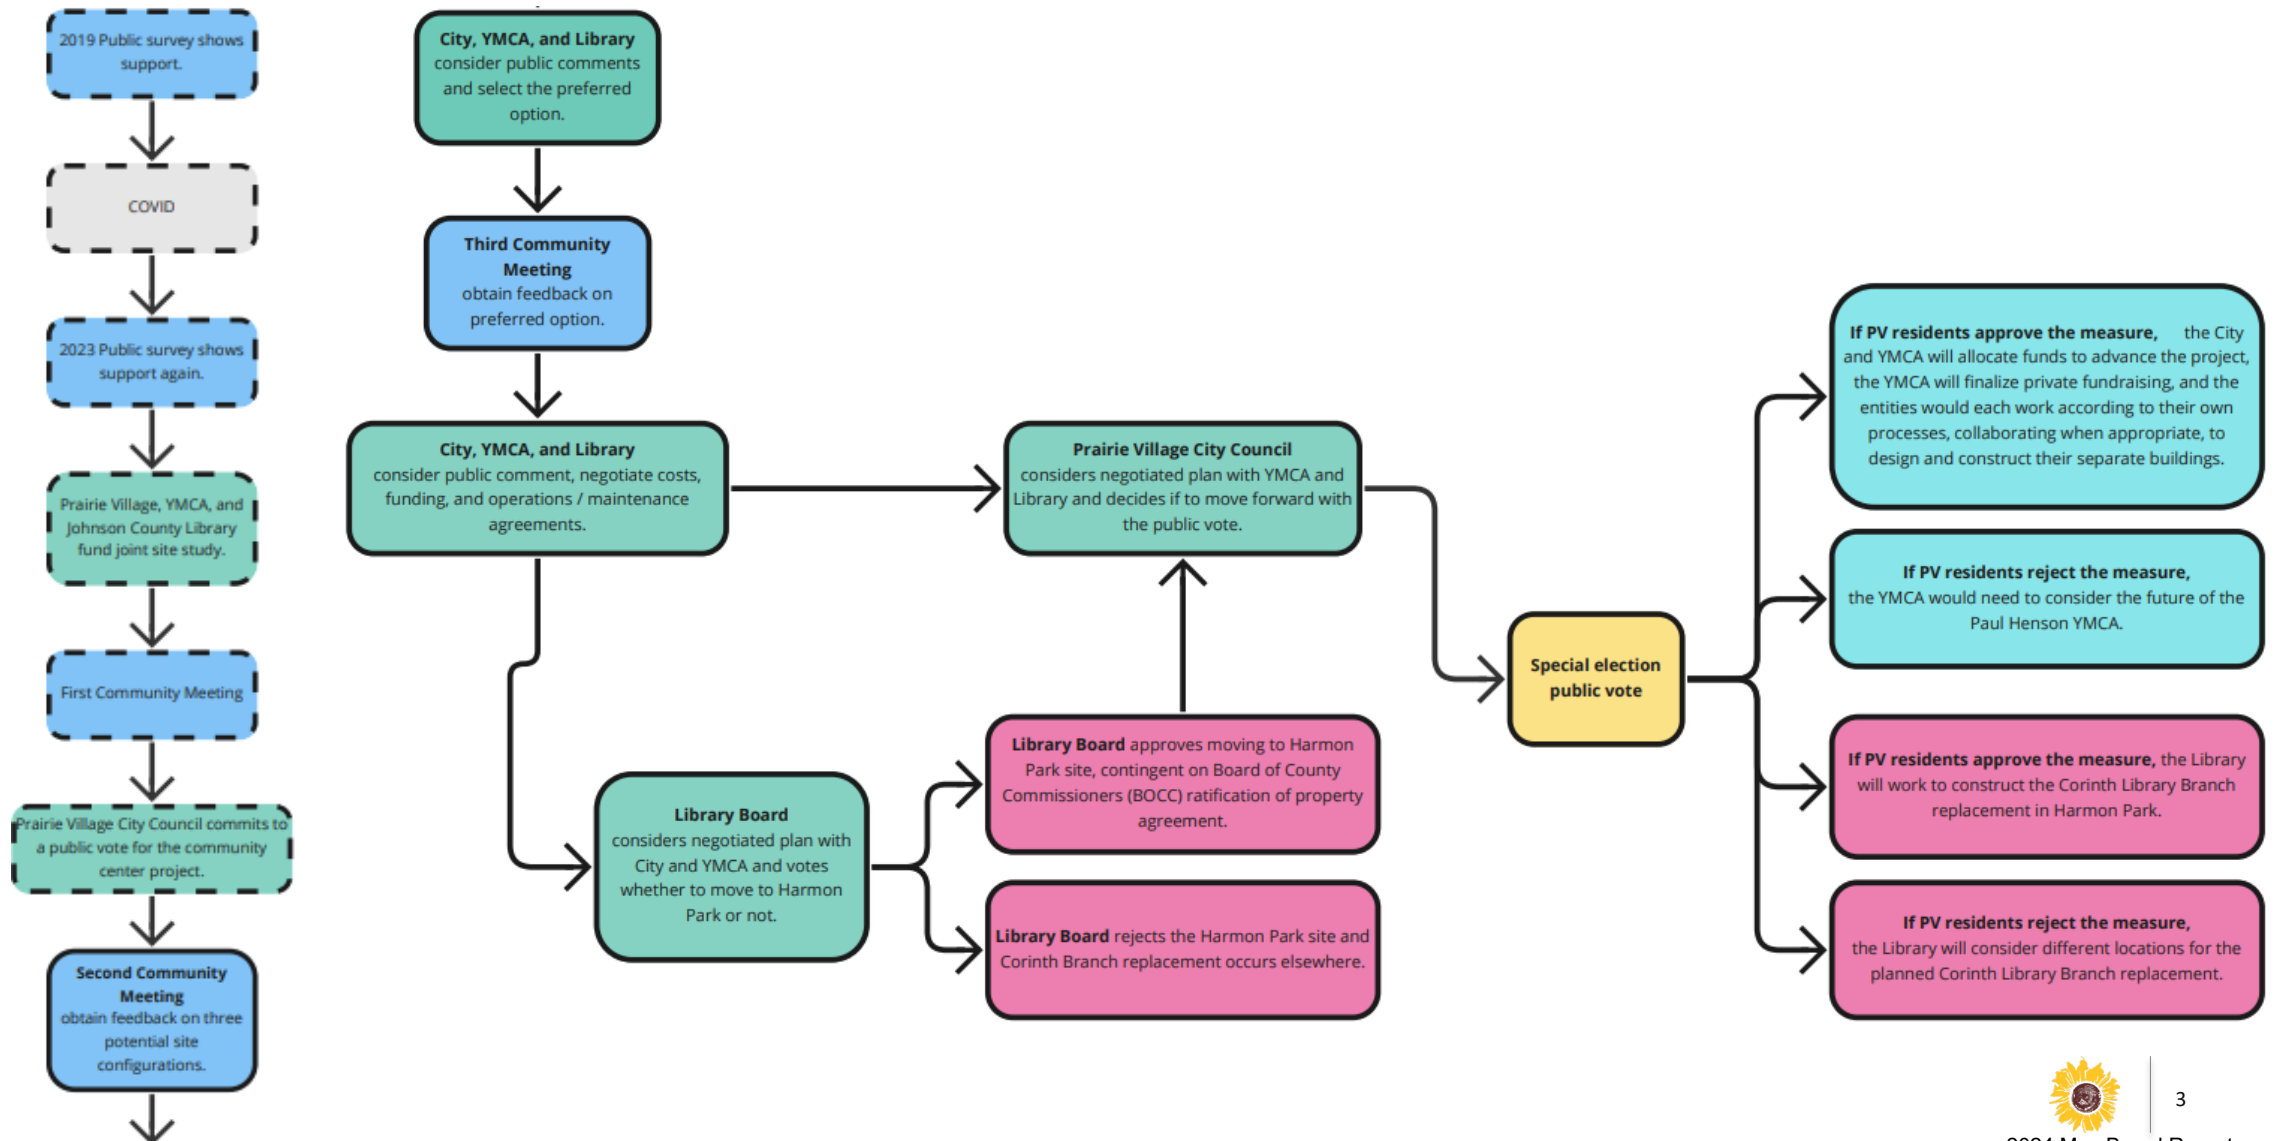 2019 Public survey shows
support.
COVID
2023 Public survey shows
support again.
Prairie Village, YMCA, and
Johnson County Library
fund joint site study.
First Community Meeting
Prairie Village City Council commits to
a public vote for the community
center project.
Second Community
Meeting
obtain feedback on three
potential site
configurations.
City, YMCA, and Library
consider public comments
and select the preferred
option.
Third Community
Meeting
obtain feedback on
preferred option.
City, YMCA, and Library
consider public comment, negotiate costs,
funding, and operations / maintenance
agreements.
Prairie Village City Council
considers negotiated plan with YMCA and
Library and decides if to move forward with
the public vote.
Library Board
considers negotiated plan with
City and YMCA and votes
whether to move to Harmon
Park or not.
Library Board approves moving to Harmon
Park site, contingent on Board of County
Commissioners (BOCC) ratification of property
agreement.
Library Board rejects the Harmon Park site and
Corinth Branch replacement occurs elsewhere.
Special election
public vote
If PV residents approve the measure, the City
and YMCA will allocate funds to advance the project,
the YMCA will finalize private fundraising, and the
entities would each work according to their own
processes, collaborating when appropriate, to
design and construct their separate buildings.
If PV residents reject the measure,
the YMCA would need to consider the future of the
Paul Henson YMCA.
If PV residents approve the measure, the Library
will work to construct the Corinth Library Branch
replacement in Harmon Park.
If PV residents reject the measure,
the Library will consider different locations for the
planned Corinth Library Branch replacement.
3